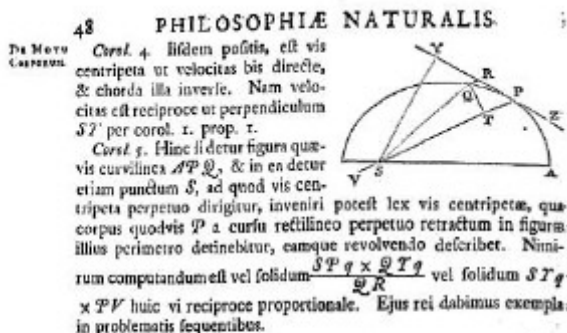 48 PHILOSOPHIÆ NATURALIS
DE MOTU
CORPORUM.
Corol. 4. Iisdem positis, est vis
centripeta ut velocitas bis directe,
& chorda illa inverse. Nam velo-
citas est reciproce ut perpendiculum
SY per corol. 1. prop. 1.
Corol. 5. Hinc si detur figura quæ-
vis curvilinea APQ, & in ea detur
etiam punctum S, ad quod vis cen-
tripeta perpetuo dirigitur, inveniri potest lex vis centripetæ, qua
corpus quodvis P a cursu rectilineo perpetuo retractum in figuræ
illius perimetro detinebitur, eamque revolvendo describet. Nimi-
rum computandum est vel solidum SPq × QTq / QR vel solidum SYq
× PV huic vi reciproce proportionale. Ejus rei dabimus exempla
in problematis sequentibus.
Y
R
Q
P
T
Z
V
S
A